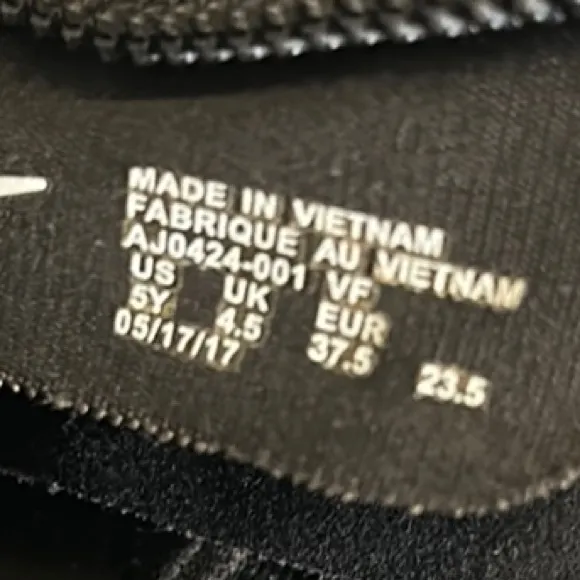 MADE IN VIETNAM
FABRIQUE AU VIETNAM
AJ0424-001 VF
US UK EUR
5Y 4.5 37.5 23.5
05/17/17